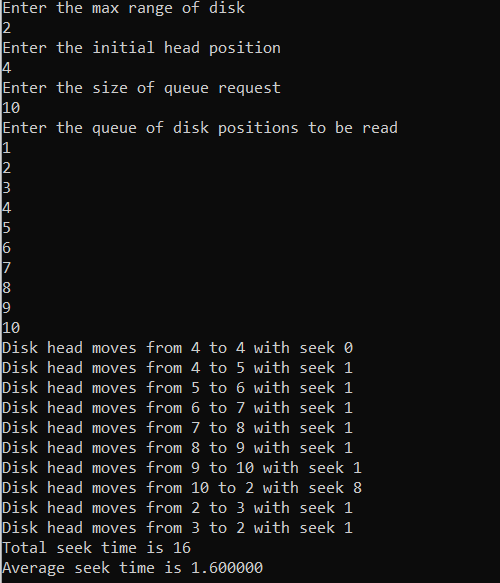 Enter the max range of disk
2
Enter the initial head position
4
Enter the size of queue request
10
Enter the queue of disk positions to be read
1
2
3
4
5
6
7
8
9
10
Disk head moves from 4 to 4 with seek 0
Disk head moves from 4 to 5 with seek 1
Disk head moves from 5 to 6 with seek 1
Disk head moves from 6 to 7 with seek 1
Disk head moves from 7 to 8 with seek 1
Disk head moves from 8 to 9 with seek 1
Disk head moves from 9 to 10 with seek 1
Disk head moves from 10 to 2 with seek 8
Disk head moves from 2 to 3 with seek 1
Disk head moves from 3 to 2 with seek 1
Total seek time is 16
Average seek time is 1.600000